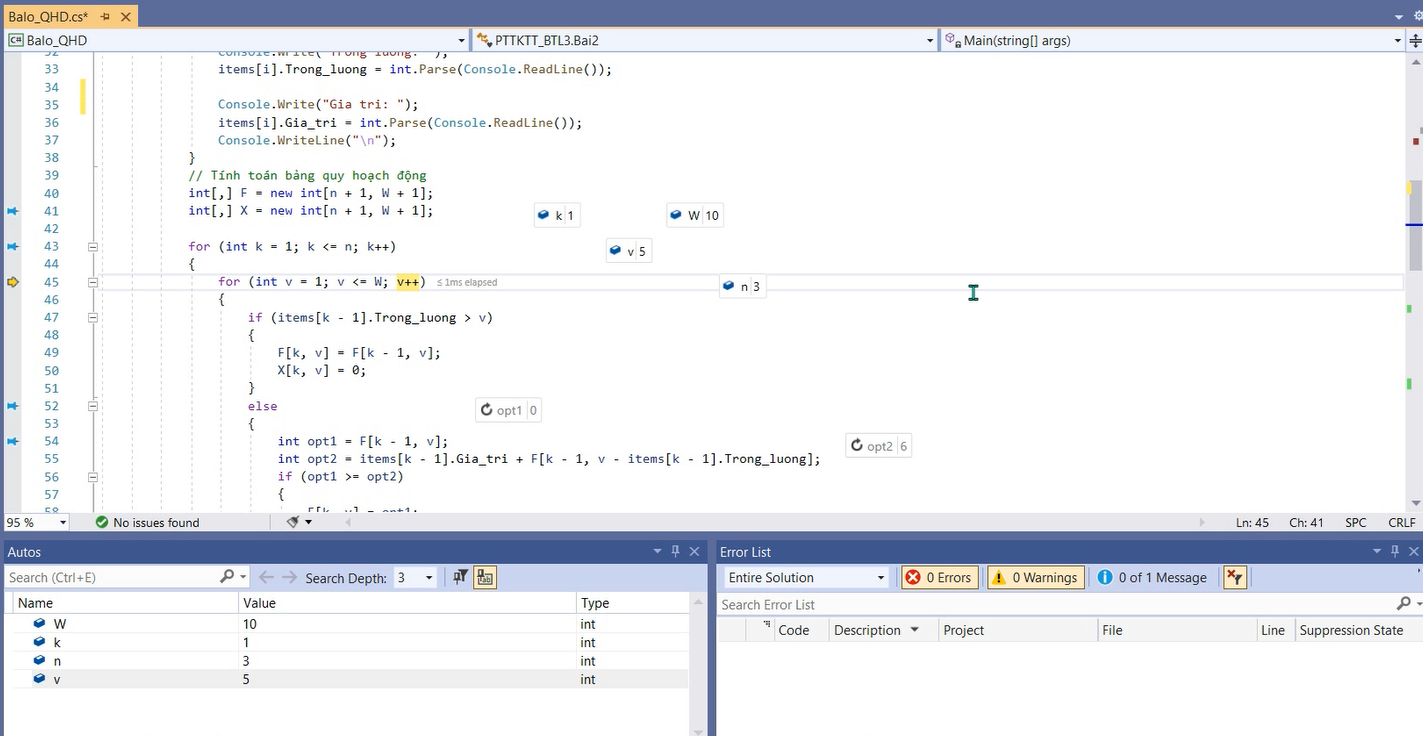 Balo_QHD.cs*
C# Balo_QHD
PTTKTT_BTL3.Bai2
Main(string[] args)
33 items[i].Trong_luong = int.Parse(Console.ReadLine());
34
35 Console.Write("Gia tri: ");
36 items[i].Gia_tri = int.Parse(Console.ReadLine());
37 Console.WriteLine("\n");
38 }
39 // Tính toán bảng quy hoạch động
40 int[,] F = new int[n + 1, W + 1];
41 int[,] X = new int[n + 1, W + 1];
k 1
W 10
42
43 for (int k = 1; k <= n; k++)
v 5
44 {
45 for (int v = 1; v <= W; v++) ≤ 1ms elapsed
n 3
46 {
47 if (items[k - 1].Trong_luong > v)
48 {
49 F[k, v] = F[k - 1, v];
50 X[k, v] = 0;
51 }
52 else
opt1 0
53 {
54 int opt1 = F[k - 1, v];
opt2 6
55 int opt2 = items[k - 1].Gia_tri + F[k - 1, v - items[k - 1].Trong_luong];
56 if (opt1 >= opt2)
57 {
95 %
No issues found
Ln: 45 Ch: 41 SPC CRLF
Autos
Search (Ctrl+E)
Search Depth: 3
Name Value Type
W 10 int
k 1 int
n 3 int
v 5 int
Error List
Entire Solution
0 Errors
0 Warnings
0 of 1 Message
Search Error List
Code Description Project File Line Suppression State